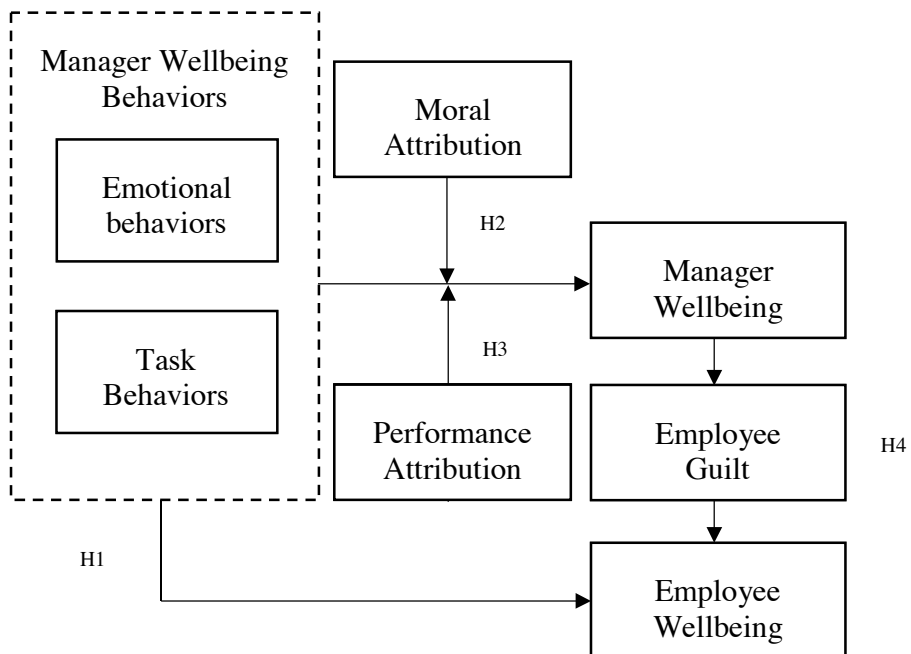 Manager Wellbeing
Behaviors
Emotional
behaviors
Task
Behaviors
Moral
Attribution
H2
H3
Performance
Attribution
Manager
Wellbeing
Employee
Guilt
H4
H1
Employee
Wellbeing